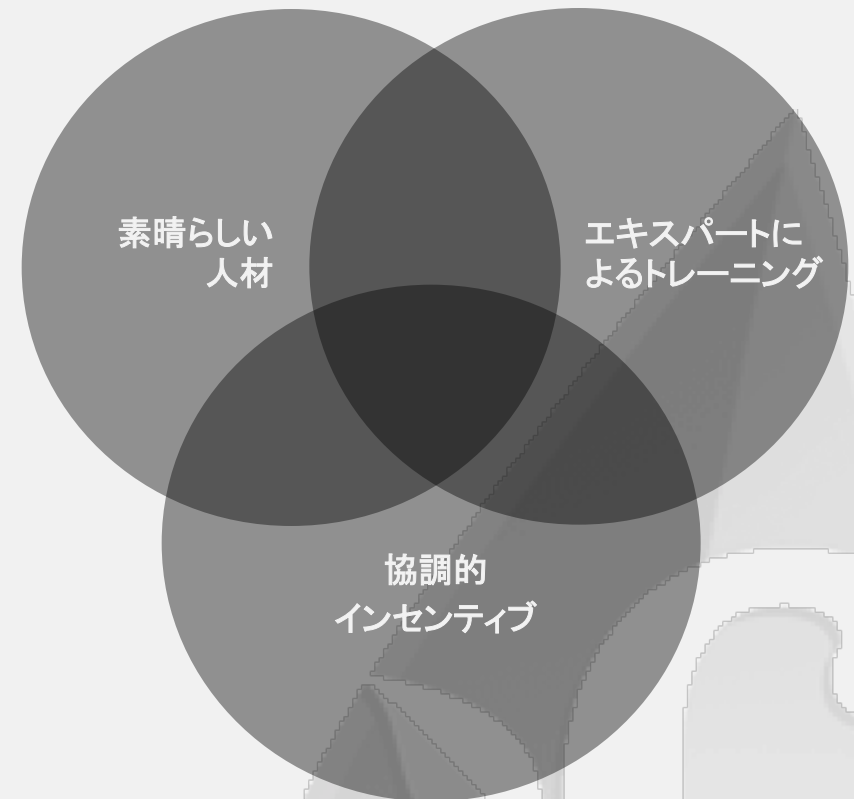 素晴らしい
人材
エキスパートに
よるトレーニング
協調的
インセンティブ